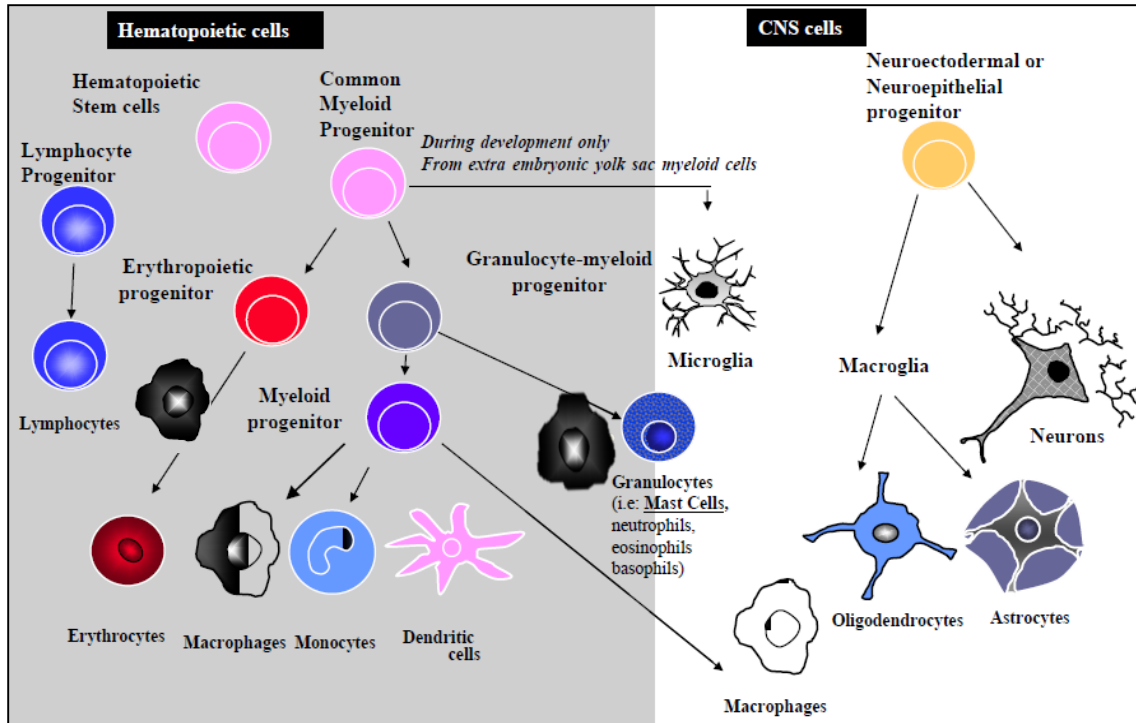 Hematopoietic cells
CNS cells
Hematopoietic
Stem cells
Common
Myeloid
Progenitor
Neuroectodermal or
Neuroepithelial
progenitor
During development only
From extra embryonic yolk sac myeloid cells
Lymphocyte
Progenitor
Erythropoietic
progenitor
Granulocyte-myeloid
progenitor
Microglia
Macroglia
Neurons
Lymphocytes
Myeloid
progenitor
Granulocytes
(i.e: Mast Cells,
neutrophils,
eosinophils
basophils)
Erythrocytes
Macrophages
Monocytes
Dendritic
cells
Oligodendrocytes
Astrocytes
Macrophages